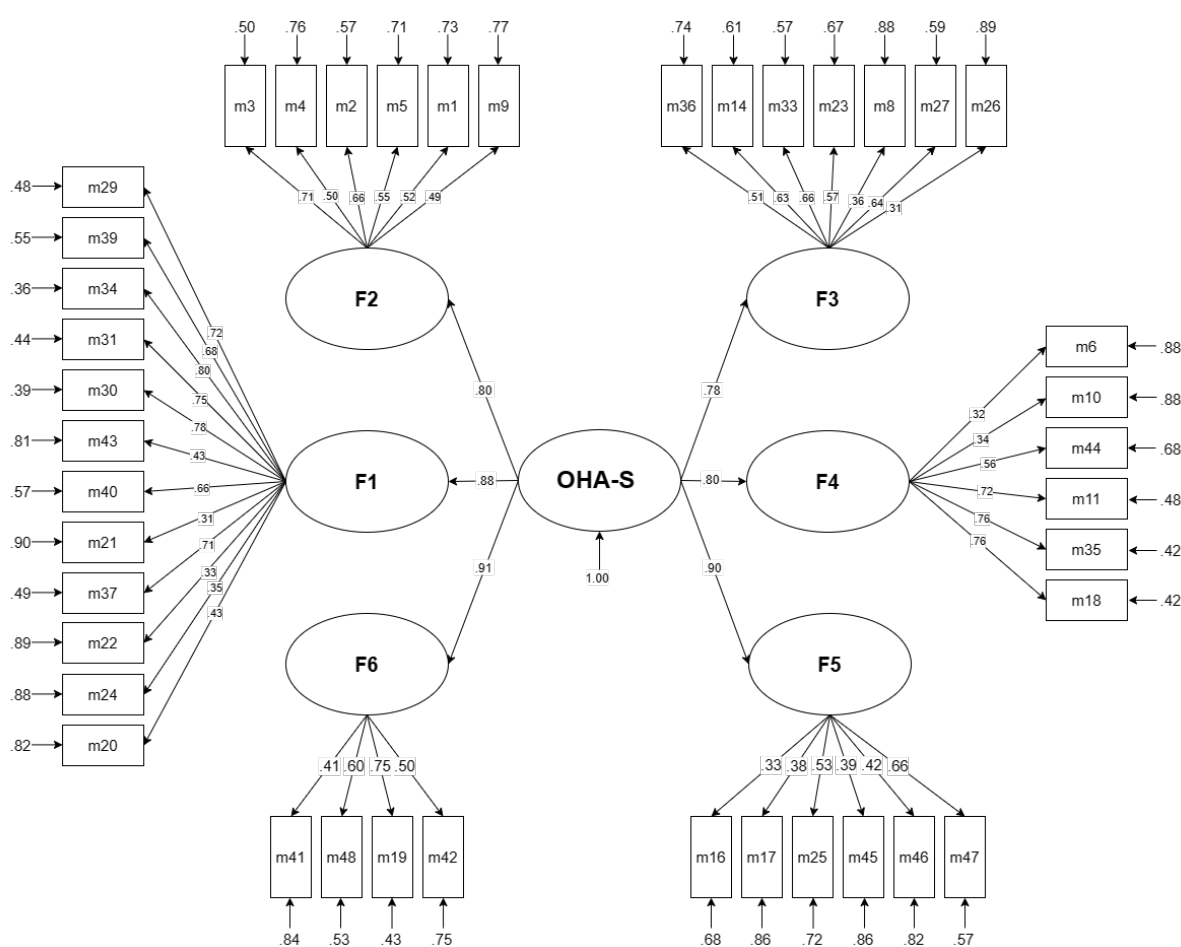 .50 .76 .57 .71 .73 .77
.74 .61 .57 .67 .88 .59 .89
m3 m4 m2 m5 m1 m9
m36 m14 m33 m23 m8 m27 m26
.71 .50 .66 .55 .52 .49
.51 .63 .66 .57 .36 .64 .31
F2
F3
.48 m29 .72
.55 m39 .68
.36 m34 .80
.44 m31 .75
.39 m30 .78
.81 m43 .43
.57 m40 .66
.90 m21 .31
.49 m37 .71
.89 m22 .33
.88 m24 .35
.82 m20 .43
.80
.78
F1
.88
OHA-S
.80
F4
1.00
.91
.90
.32 m6 .88
.34 m10 .88
.56 m44 .68
.72 m11 .48
.76 m35 .42
.76 m18 .42
F6
F5
.41 .60 .75 .50
.33 .38 .53 .39 .42 .66
m41 m48 m19 m42
m16 m17 m25 m45 m46 m47
.84 .53 .43 .75
.68 .86 .72 .86 .82 .57